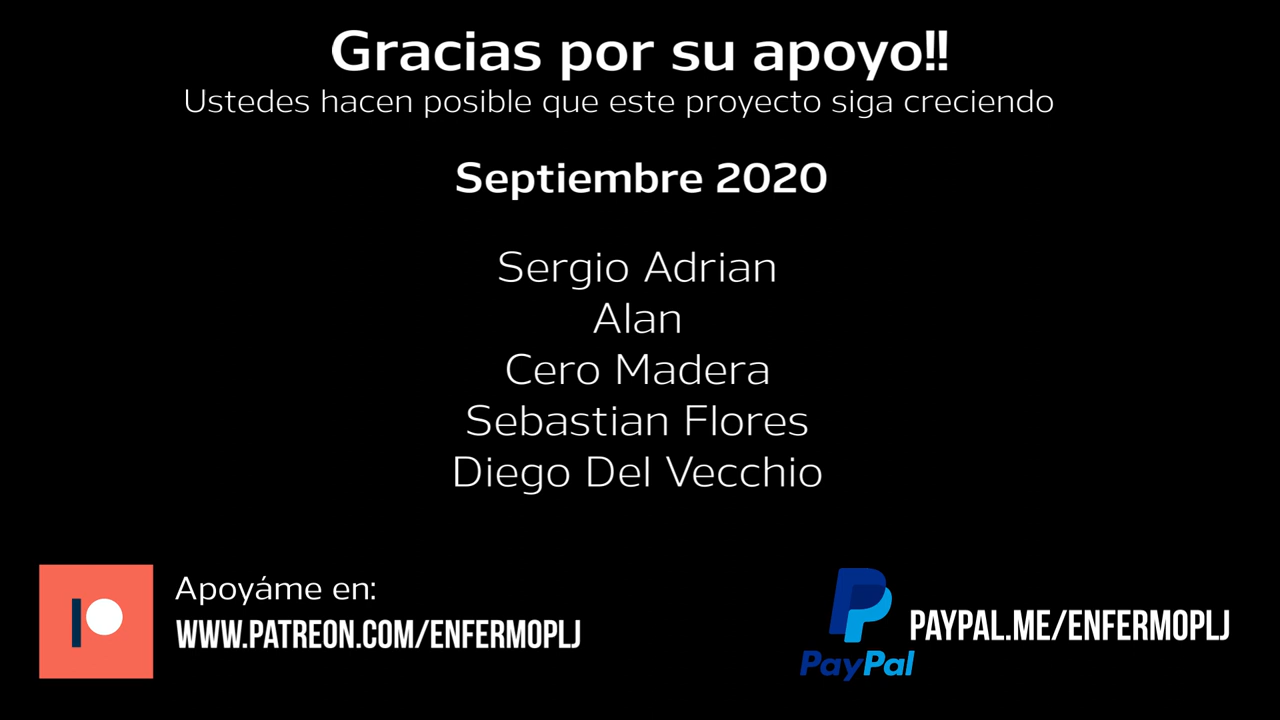 Gracias por su apoyo!!
Ustedes hacen posible que este proyecto siga creciendo
Septiembre 2020
Sergio Adrian
Alan
Cero Madera
Sebastian Flores
Diego Del Vecchio
Apoyáme en:
WWW.PATREON.COM/ENFERMOPLJ
PAYPAL.ME/ENFERMOPLJ
PayPal